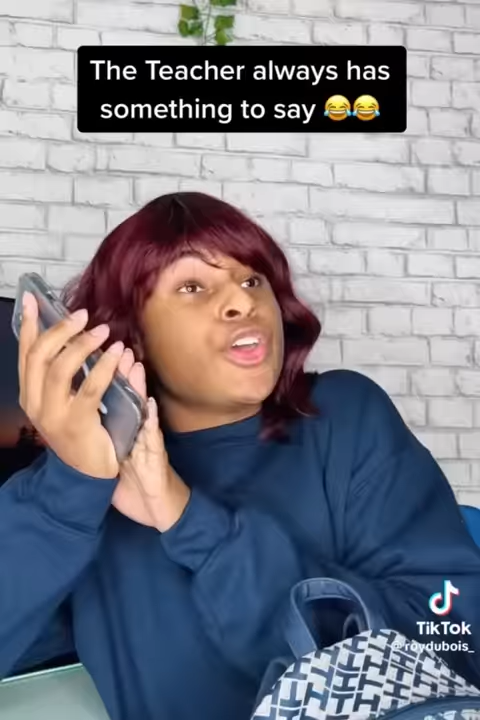 The Teacher always has
something to say 😂😂
TikTok
@roydubois_